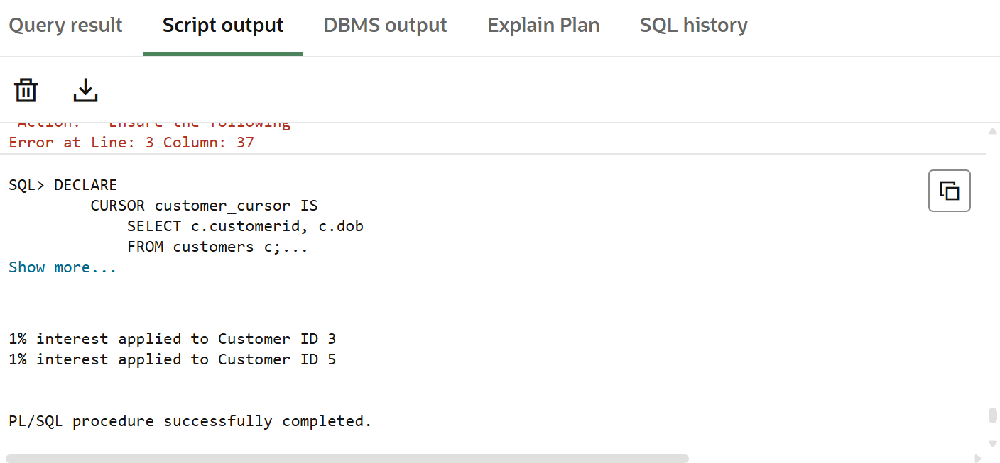 Query result Script output DBMS output Explain Plan SQL history
Action: Ensure the following
Error at Line: 3 Column: 37
SQL> DECLARE
CURSOR customer_cursor IS
SELECT c.customerid, c.dob
FROM customers c;...
Show more...
1% interest applied to Customer ID 3
1% interest applied to Customer ID 5
PL/SQL procedure successfully completed.